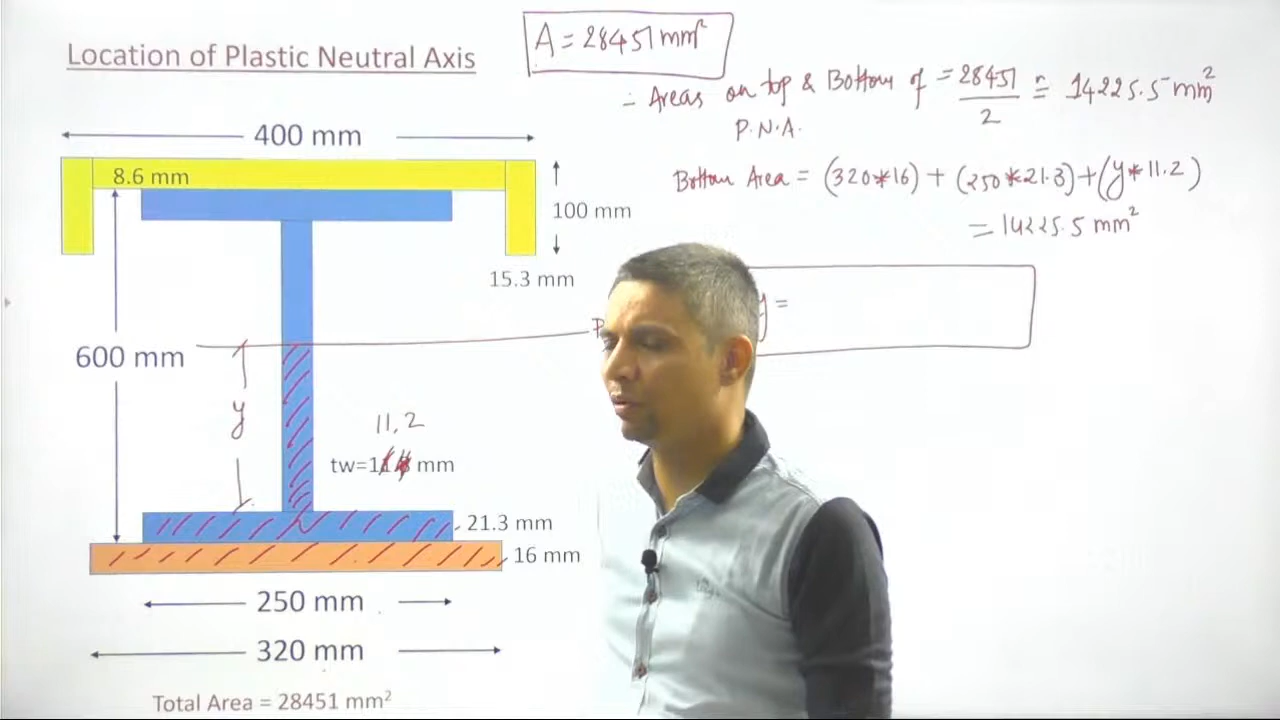 Location of Plastic Neutral Axis
A = 28451 mm²
= Areas on top & Bottom of = 28451/2 = 14225.5 mm²
P.N.A.
400 mm
Bottom Area = (320*16) + (250*21.3) + (y*11.2)
8.6 mm
100 mm
= 14225.5 mm²
15.3 mm
y =
P
600 mm
y
11.2
tw=1 mm
21.3 mm
16 mm
250 mm
320 mm
Total Area = 28451 mm²